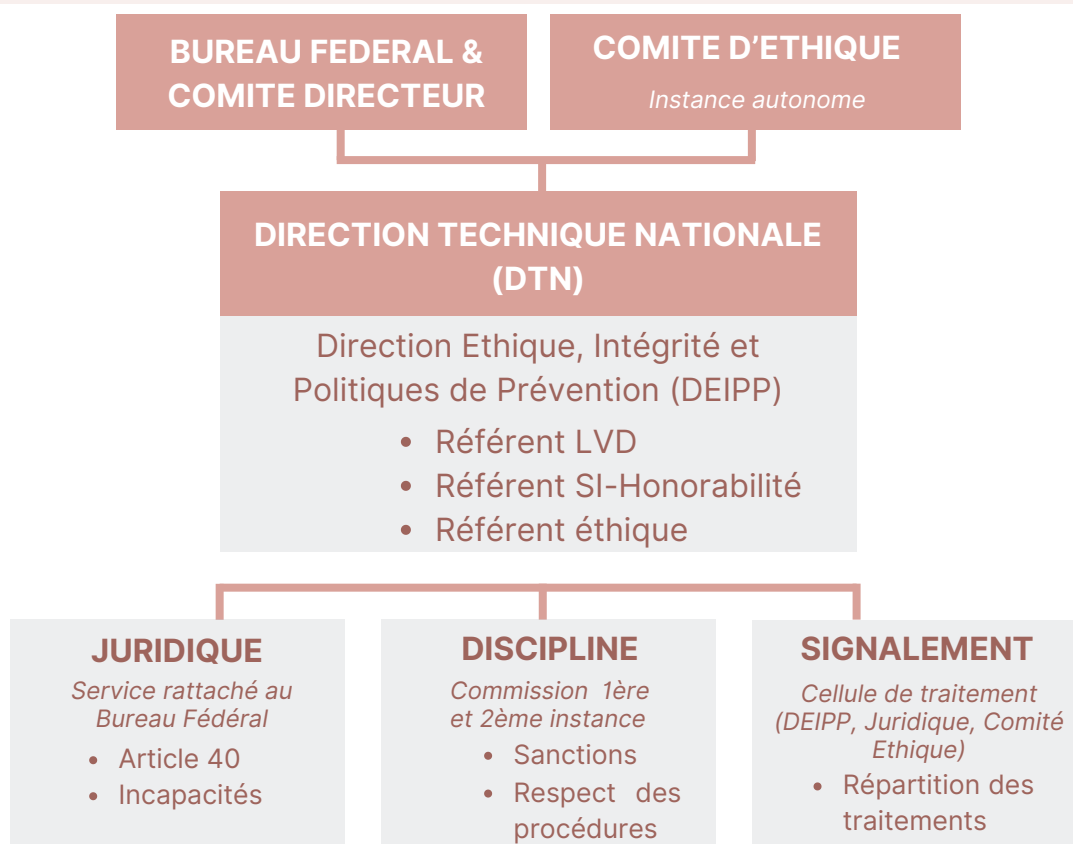 BUREAU FEDERAL &
COMITE DIRECTEUR
COMITE D'ETHIQUE
Instance autonome
DIRECTION TECHNIQUE NATIONALE
(DTN)
Direction Ethique, Intégrité et
Politiques de Prévention (DEIPP)
• Référent LVD
• Référent SI-Honorabilité
• Référent éthique
JURIDIQUE
Service rattaché au
Bureau Fédéral
• Article 40
• Incapacités
DISCIPLINE
Commission 1ère
et 2ème instance
• Sanctions
• Respect des
procédures
SIGNALEMENT
Cellule de traitement
(DEIPP, Juridique, Comité
Ethique)
• Répartition des
traitements